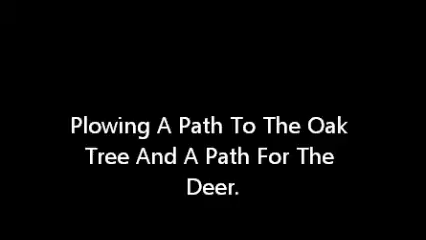 Plowing A Path To The Oak
Tree And A Path For The
Deer.